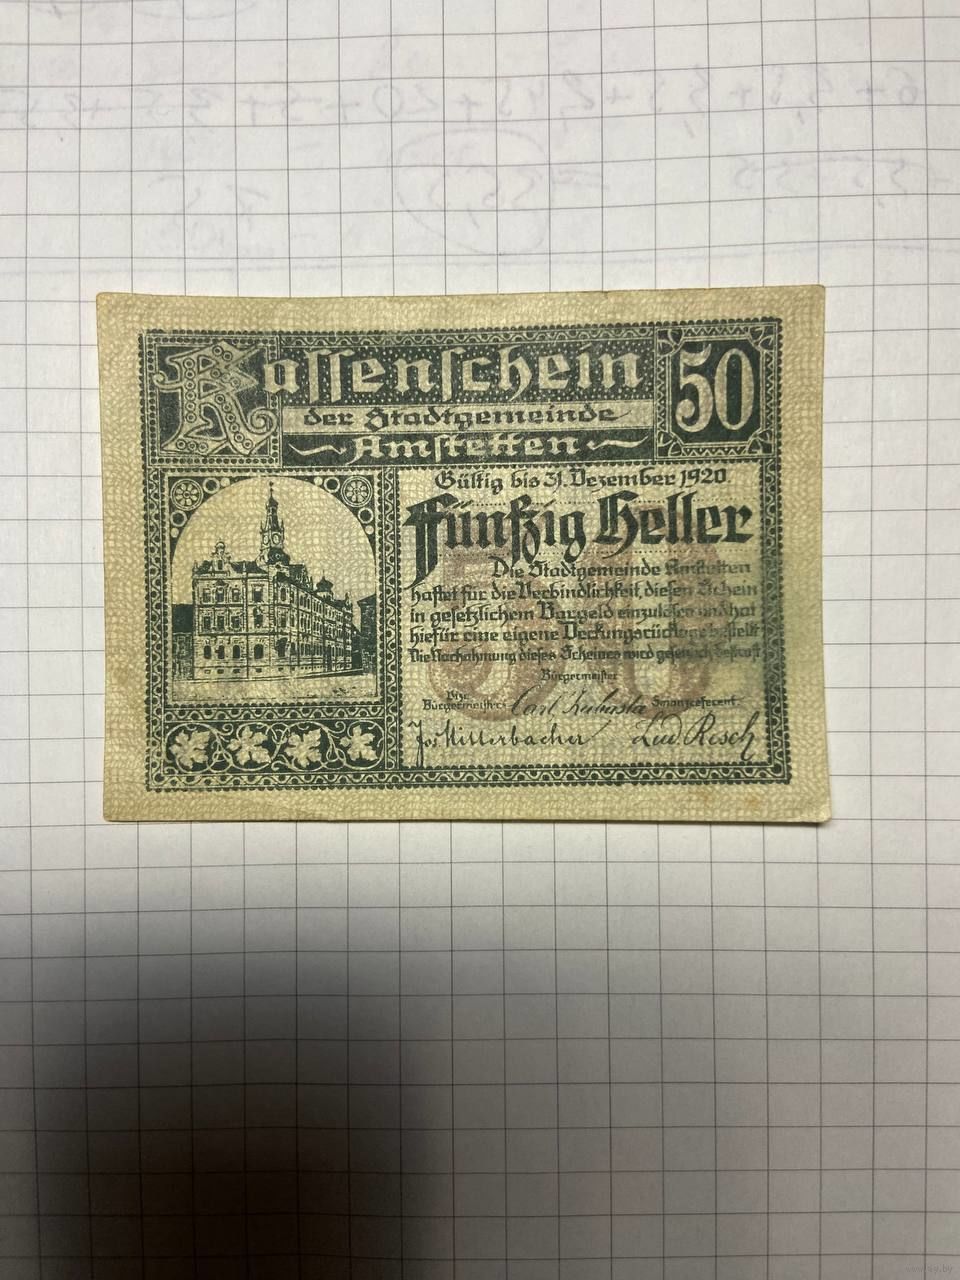 Kassenschein
50
der Stadtgemeinde
Amstetten
Gültig bis 31. Dezember 1920.
Fünfzig Heller
Die Stadtgemeinde Amstetten
haftet für die Verbindlichkeit, diesen Schein
in gesetzlichem Bargeld einzulösen und hat
hiefür eine eigene Deckungsrücklage bestellt
Die Nachahmung dieses Scheines wird gesetzlich bestraft
Bürgermeister
Vize
Bürgermeister: Carl Kubasta Finanzreferent.
Jos Mitterbacher Lud Resch